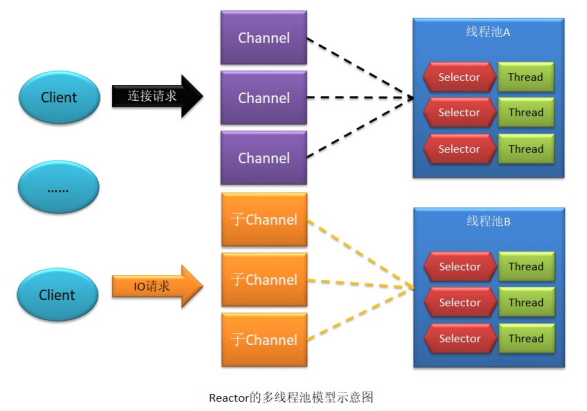 Client
连接请求
Channel
Channel
Channel
线程池A
Selector Thread
Selector Thread
Selector Thread
......
Client
IO请求
子Channel
子Channel
子Channel
线程池B
Selector Thread
Selector Thread
Selector Thread
Reactor的多线程池模型示意图